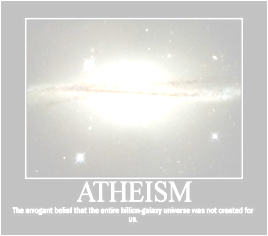 ATHEISM
The arrogant belief that the entire billion-galaxy universe was not created for
us.